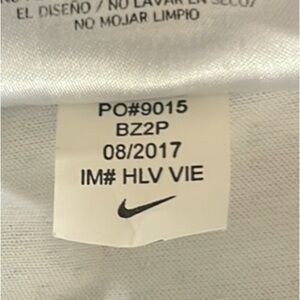 EL DISEÑO / NO LAVAR EN SECO/
NO MOJAR LIMPIO
PO#9015
BZ2P
08/2017
IM# HLV VIE